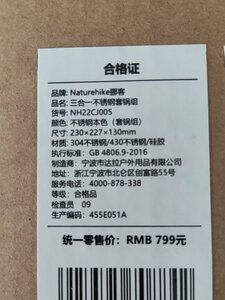 合格证
品牌: Naturehike挪客
品名: 三合一不锈钢套锅组
货号: NH22CJ005
颜色: 不锈钢本色（套锅组）
尺寸: 230×227×130mm
材质: 304不锈钢/430不锈钢/硅胶
执行标准: GB 4806.9-2016
制造商: 宁波市达拉户外用品有限公司
地址: 浙江宁波市北仑区创富路55号
服务电话: 4000-878-338
等级: 合格品
检查员 09
生产编码: 455E051A
统一零售价: RMB 799元